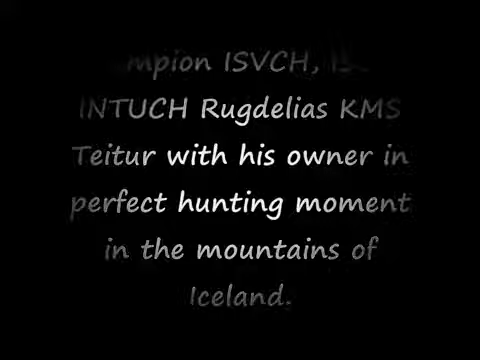 ISVCH,
INTUCH Rugdelias KMS
Teitur with his owner in
perfect hunting moment
in the mountains of
Iceland.